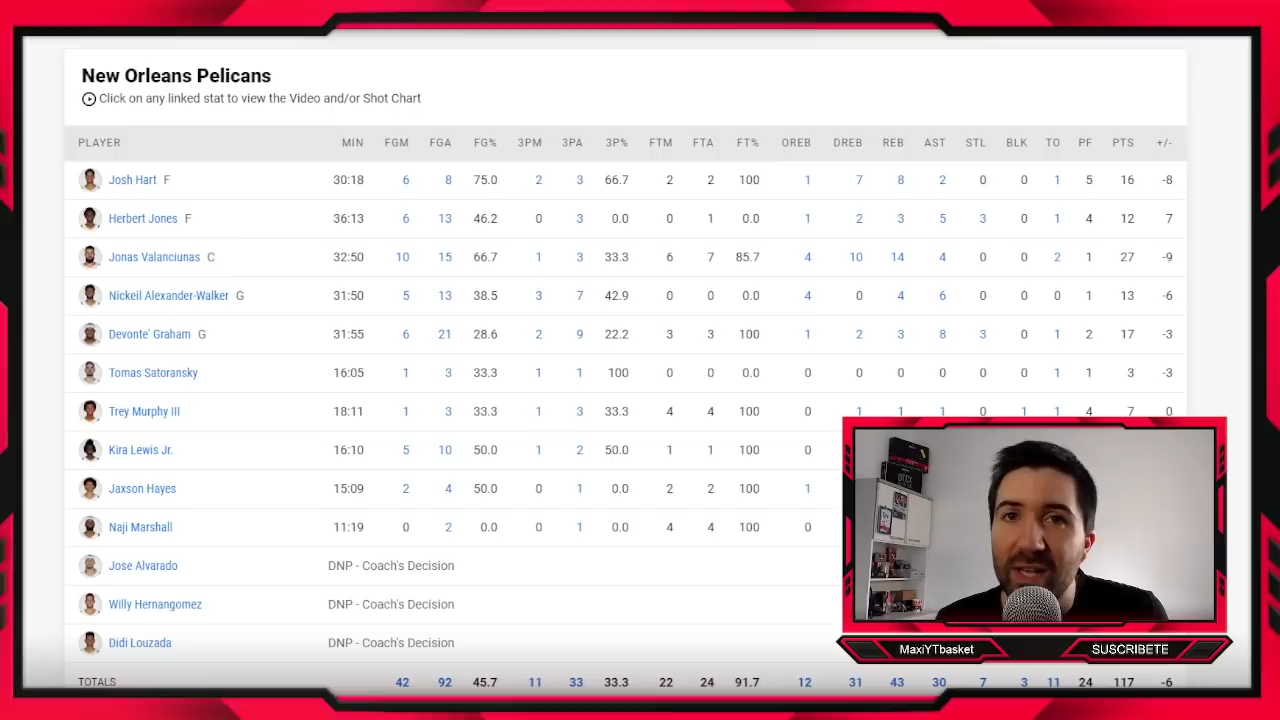 New Orleans Pelicans
Click on any linked stat to view the Video and/or Shot Chart
PLAYER MIN FGM FGA FG% 3PM 3PA 3P% FTM FTA FT% OREB DREB REB AST STL BLK TO PF PTS +/-
Josh Hart F 30:18 6 8 75.0 2 3 66.7 2 2 100 1 7 8 2 0 0 1 5 16 -8
Herbert Jones F 36:13 6 13 46.2 0 3 0.0 0 1 0.0 1 2 3 5 3 0 1 4 12 7
Jonas Valanciunas C 32:50 10 15 66.7 1 3 33.3 6 7 85.7 4 10 14 4 0 0 2 1 27 -9
Nickeil Alexander-Walker G 31:50 5 13 38.5 3 7 42.9 0 0 0.0 4 0 4 6 0 0 0 1 13 -6
Devonte' Graham G 31:55 6 21 28.6 2 9 22.2 3 3 100 1 2 3 8 3 0 1 2 17 -3
Tomas Satoransky 16:05 1 3 33.3 1 1 100 0 0 0.0 0 0 0 0 0 0 1 1 3 -3
Trey Murphy III 18:11 1 3 33.3 1 3 33.3 4 4 100 0 1 1 1 0 1 1 4 7 0
Kira Lewis Jr. 16:10 5 10 50.0 1 2 50.0 1 1 100 0
Jaxson Hayes 15:09 2 4 50.0 0 1 0.0 2 2 100 1
Naji Marshall 11:19 0 2 0.0 0 1 0.0 4 4 100 0
Jose Alvarado DNP - Coach's Decision
Willy Hernangomez DNP - Coach's Decision
Didi Louzada DNP - Coach's Decision
TOTALS 42 92 45.7 11 33 33.3 22 24 91.7 12 31 43 30 7 3 11 24 117 -6
MaxiYTbasket SUSCRIBETE